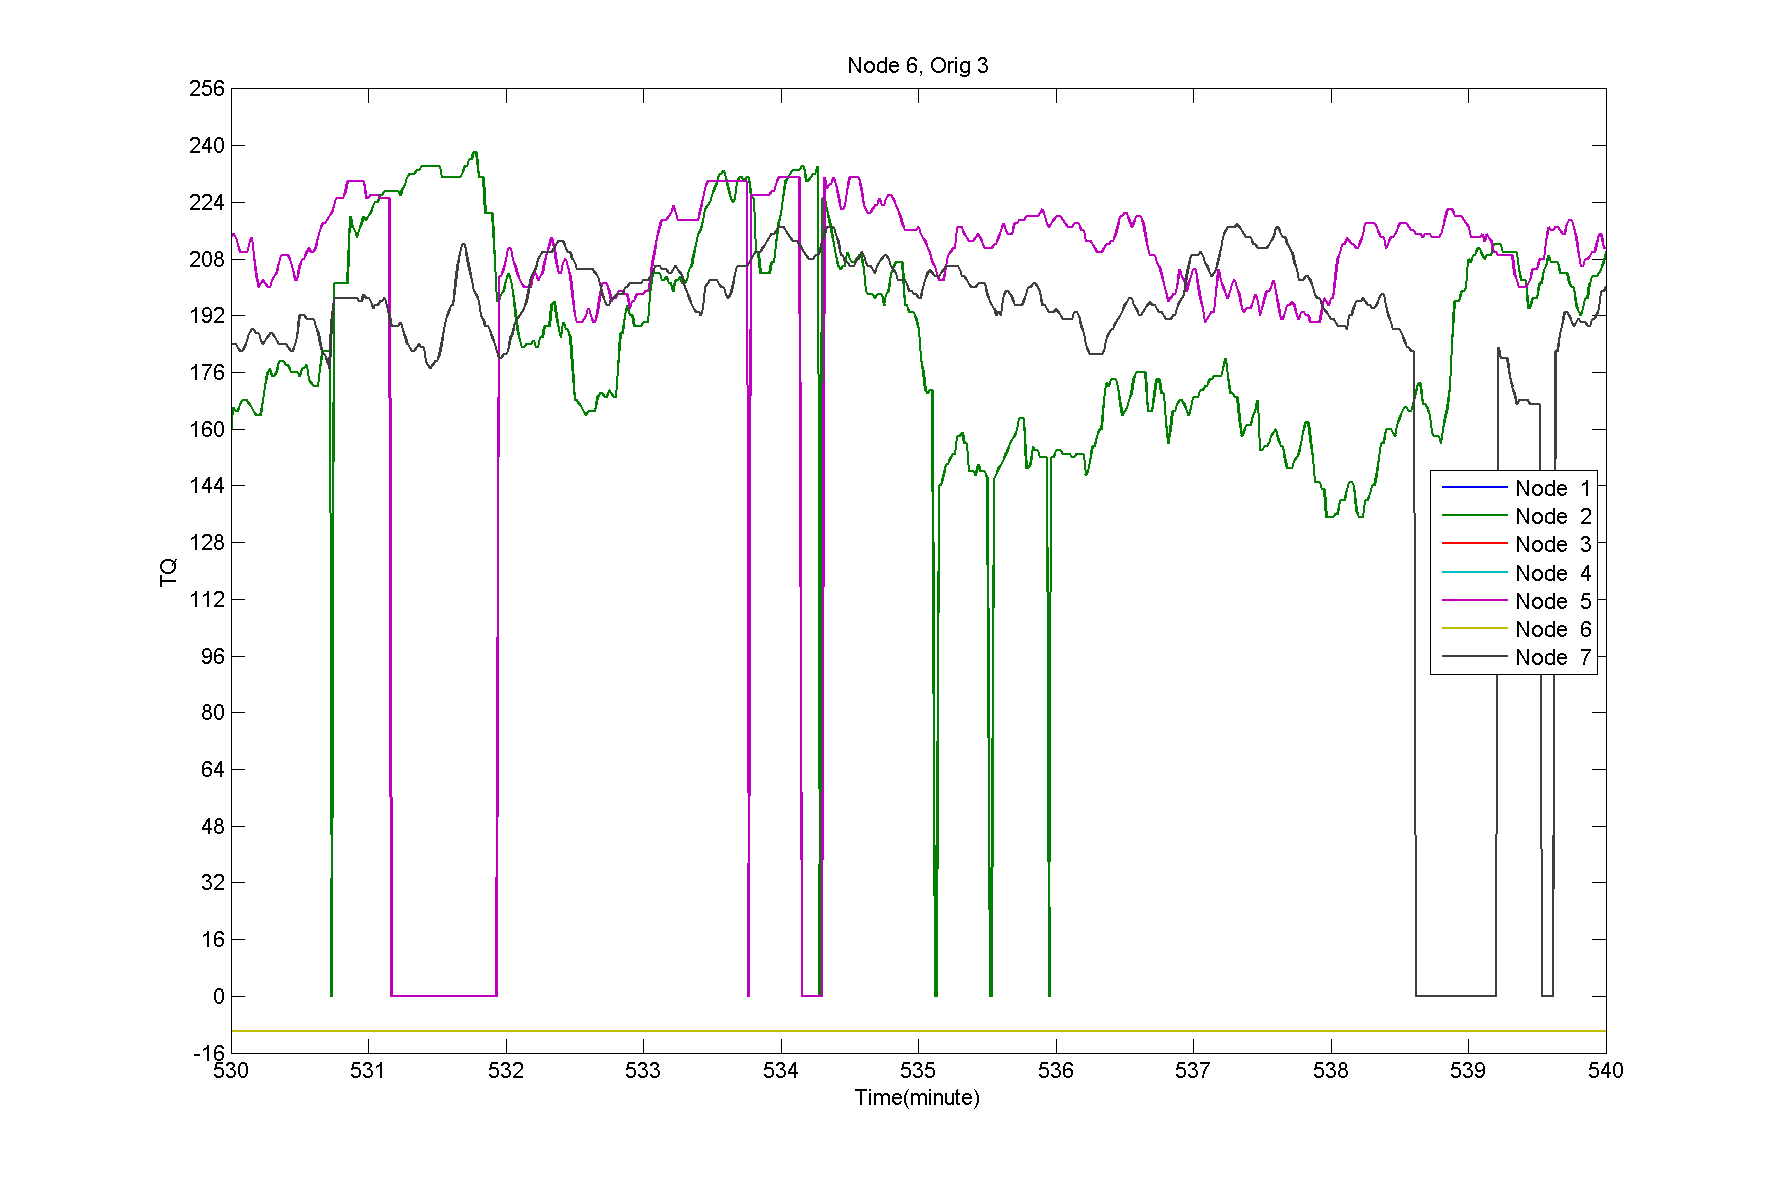 Node 6, Orig 3
256
240
224
208
192
176
160
144
128
112
96
80
64
48
32
16
0
-16
TQ
Node 1
Node 2
Node 3
Node 4
Node 5
Node 6
Node 7
530 531 532 533 534 535 536 537 538 539 540
Time(minute)